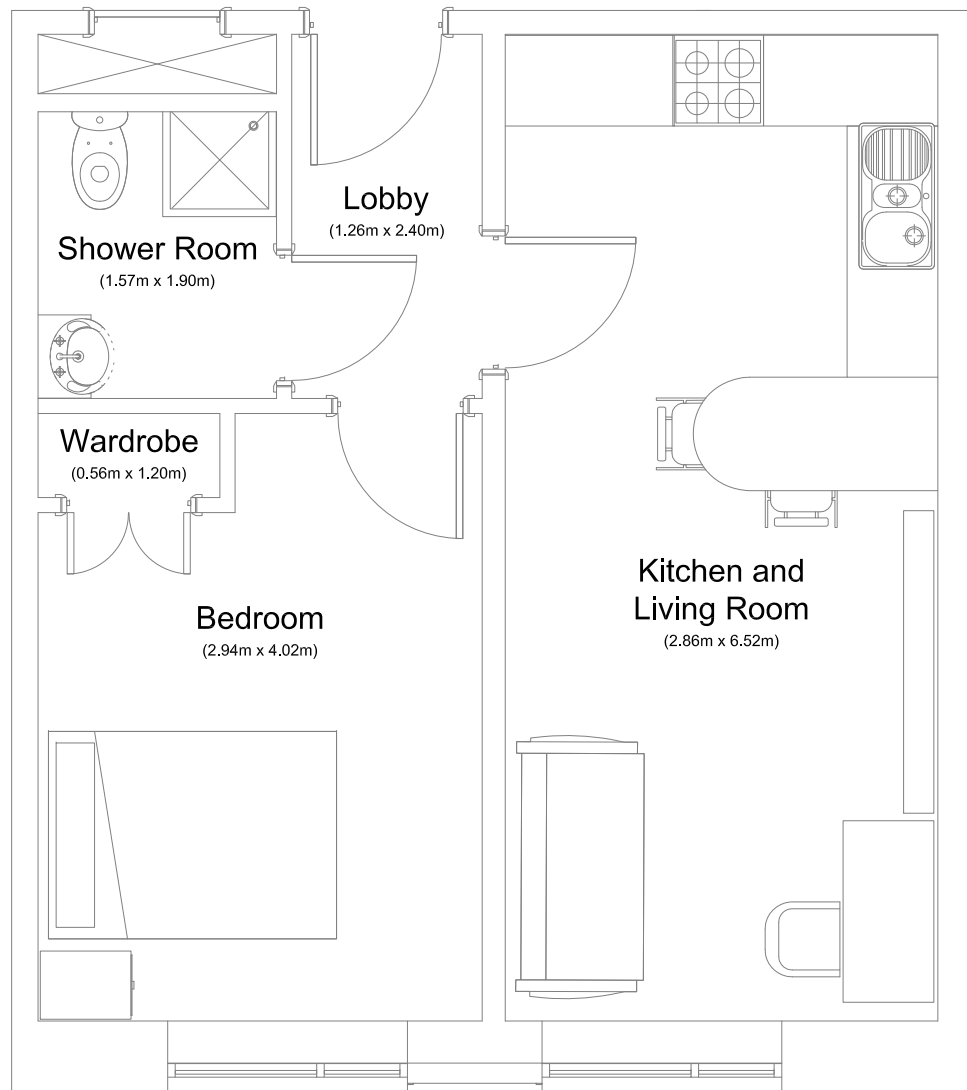 Lobby
(1.26m x 2.40m)
Shower Room
(1.57m x 1.90m)
Wardrobe
(0.56m x 1.20m)
Kitchen and
Living Room
(2.86m x 6.52m)
Bedroom
(2.94m x 4.02m)